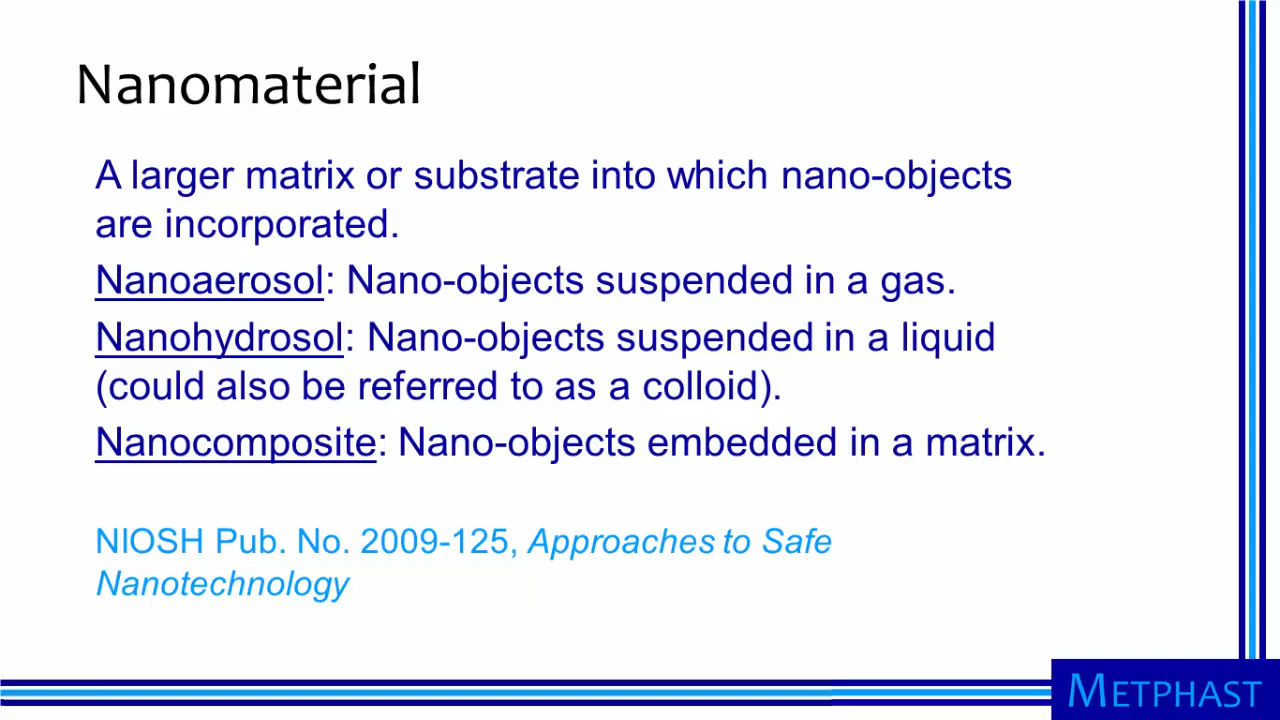 Nanomaterial
A larger matrix or substrate into which nano-objects
are incorporated.
Nanoaerosol: Nano-objects suspended in a gas.
Nanohydrosol: Nano-objects suspended in a liquid
(could also be referred to as a colloid).
Nanocomposite: Nano-objects embedded in a matrix.
NIOSH Pub. No. 2009-125, Approaches to Safe
Nanotechnology
METPHAST